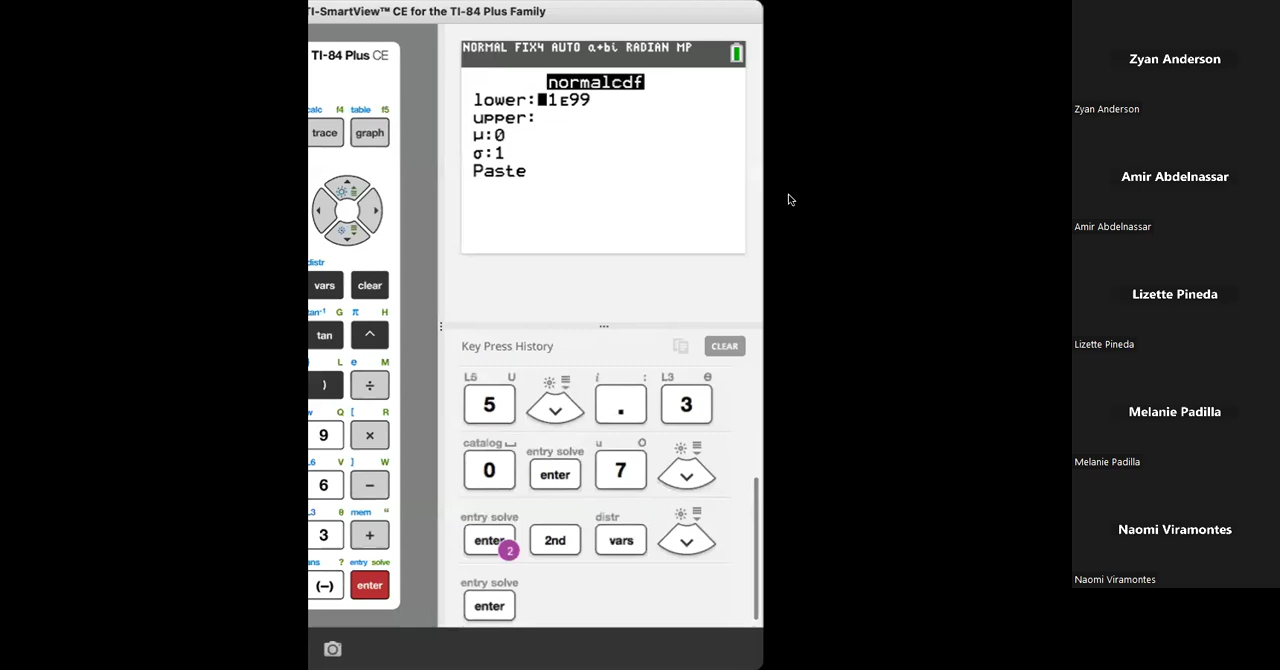 TI-SmartView™ CE for the TI-84 Plus Family
TI-84 Plus CE
calc f4 table f5
trace graph
distr
vars clear
tan⁻¹ G π H
tan ^
L e M
) ÷
w Q [ R
9 ×
L6 V ] W
6 −
L3 θ mem "
3 +
ans ? entry solve
(−) enter
NORMAL FIX4 AUTO a+bi RADIAN MP
normalcdf
lower: 1E99
upper:
μ:0
σ:1
Paste
Key Press History
CLEAR
L5 U i : L3 θ
5 . 3
catalog entry solve u O
0 enter 7
entry solve distr
enter 2 2nd vars
entry solve
enter
Zyan Anderson
Zyan Anderson
Amir Abdelnassar
Amir Abdelnassar
Lizette Pineda
Lizette Pineda
Melanie Padilla
Melanie Padilla
Naomi Viramontes
Naomi Viramontes